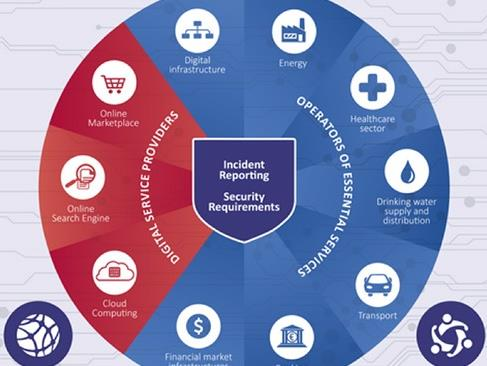 Digital
infrastructure
Energy
Online
Marketplace
Healthcare
sector
DIGITAL SERVICE PROVIDERS
OPERATORS OF ESSENTIAL SERVICES
Incident
Reporting
Security
Requirements
Online
Search Engine
Drinking water
supply and
distribution
Cloud
Computing
Transport
$
€
Financial market